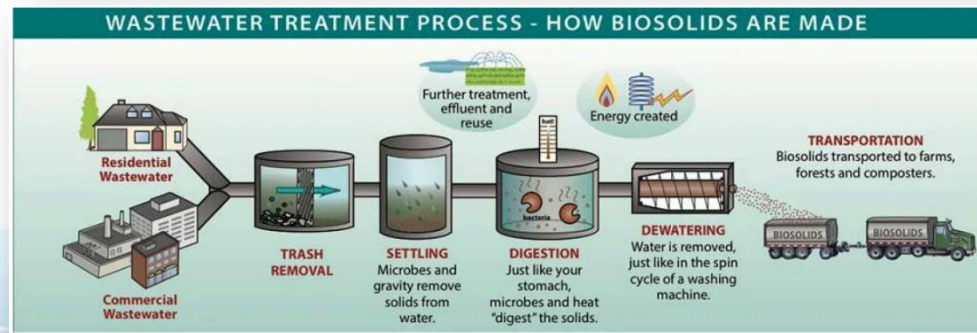 WASTEWATER TREATMENT PROCESS - HOW BIOSOLIDS ARE MADE
Further treatment,
effluent and
reuse
hot!
Energy created
Residential
Wastewater
Commercial
Wastewater
TRASH
REMOVAL
SETTLING
Microbes and
gravity remove
solids from
water.
bacteria
DIGESTION
Just like your
stomach,
microbes and heat
"digest" the solids.
DEWATERING
Water is removed,
just like in the spin
cycle of a washing
machine.
TRANSPORTATION
Biosolids transported to farms,
forests and composters.
BIOSOLIDS
BIOSOLIDS